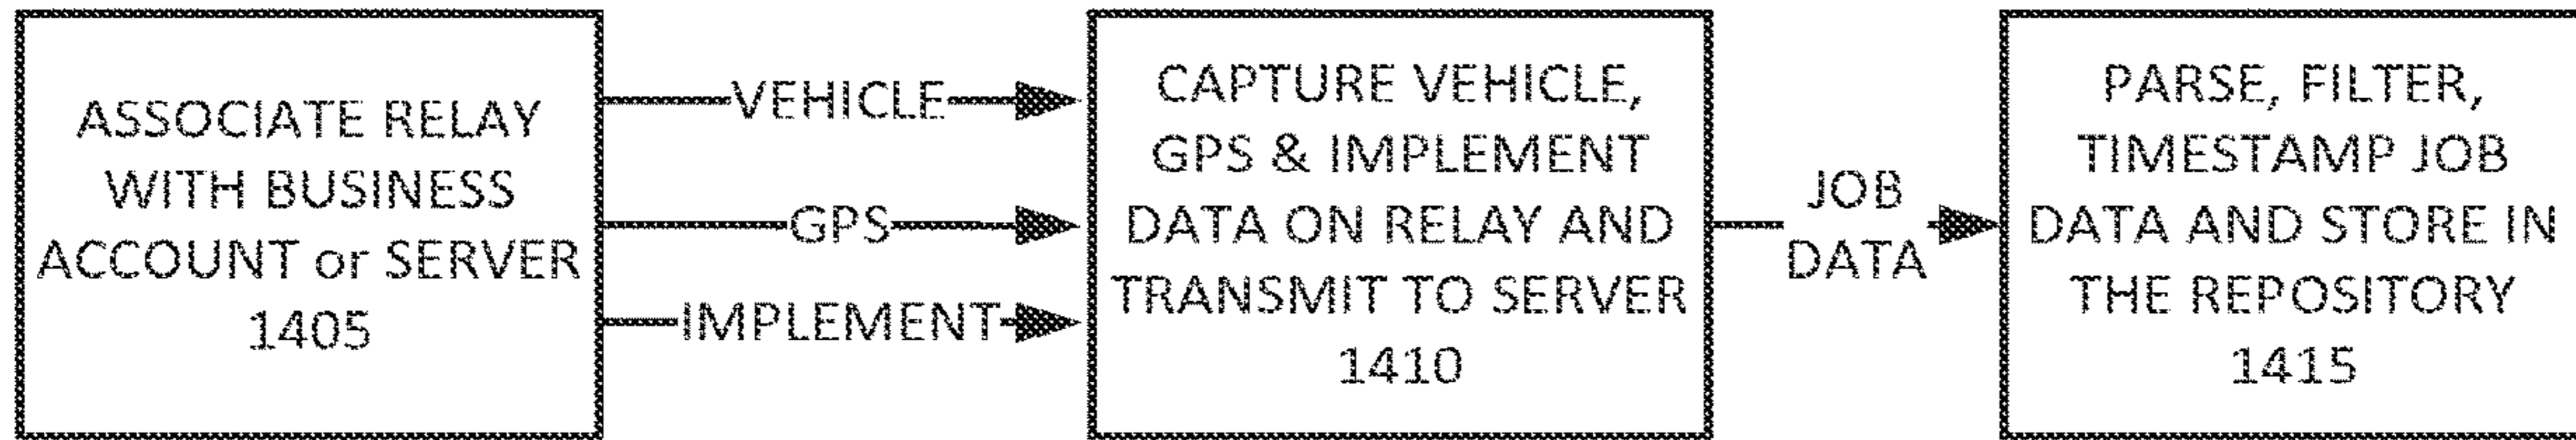 ASSOCIATE RELAY
WITH BUSINESS
ACCOUNT or SERVER
1405
VEHICLE
GPS
IMPLEMENT
CAPTURE VEHICLE,
GPS & IMPLEMENT
DATA ON RELAY AND
TRANSMIT TO SERVER
1410
JOB
DATA
PARSE, FILTER,
TIMESTAMP JOB
DATA AND STORE IN
THE REPOSITORY
1415